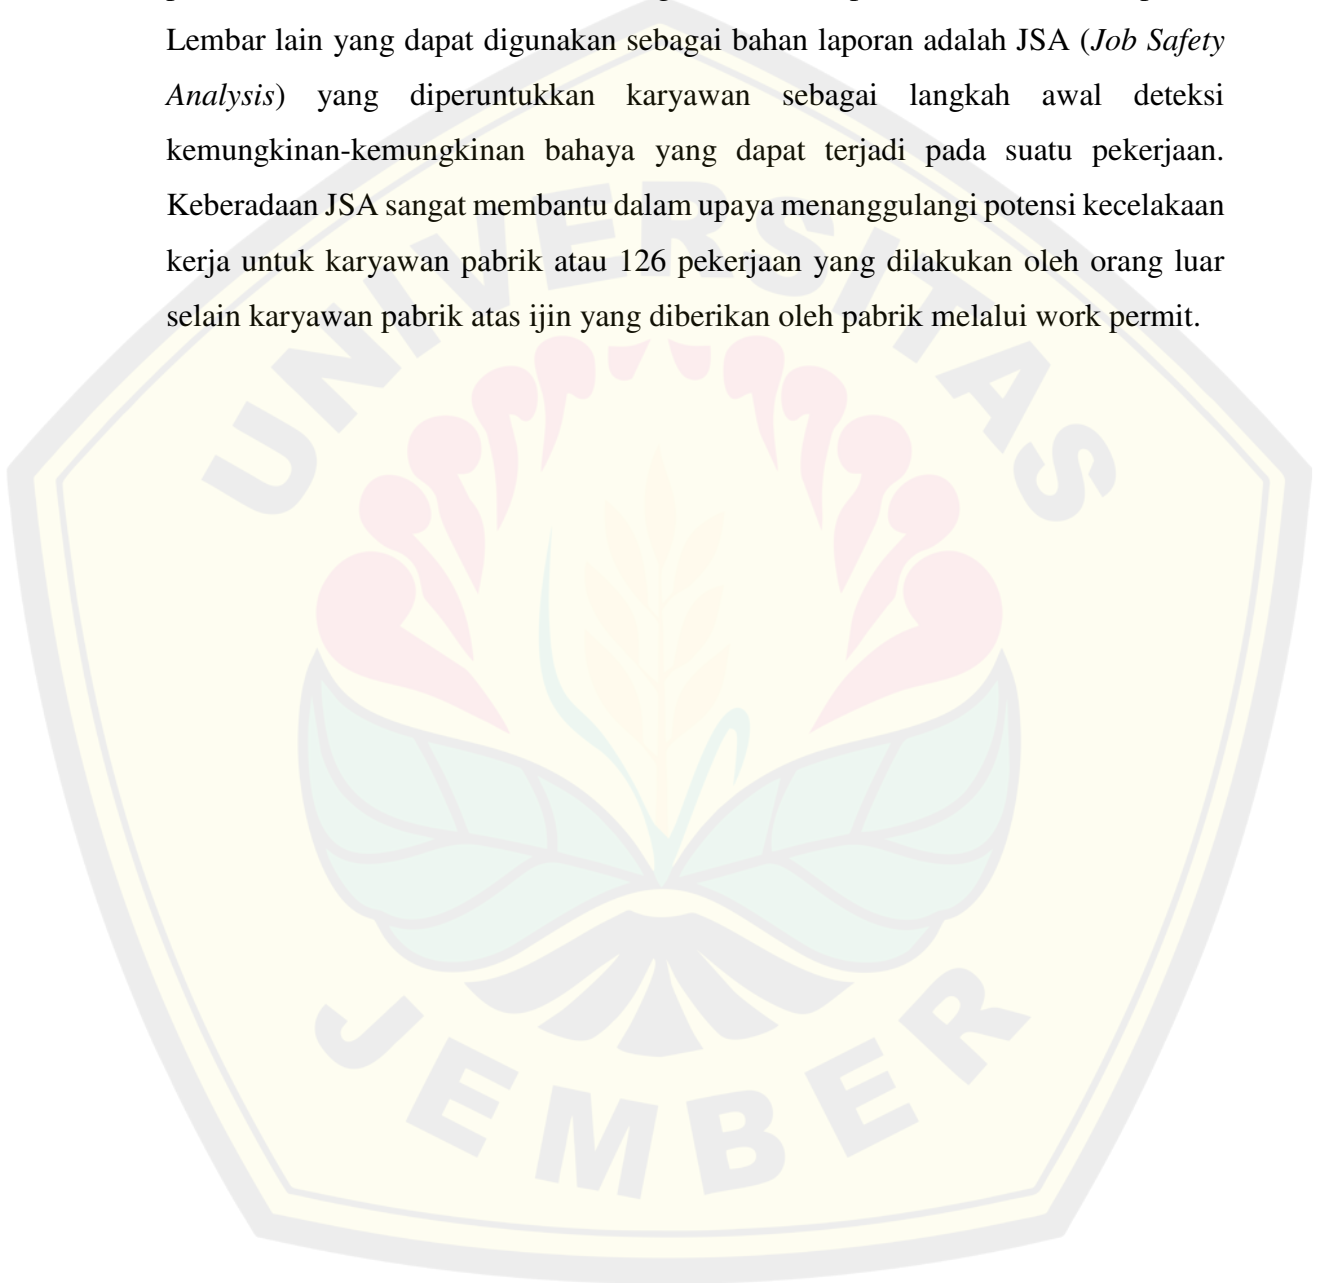 Lembar lain yang dapat digunakan sebagai bahan laporan adalah JSA (Job Safety
Analysis) yang diperuntukkan karyawan sebagai langkah awal deteksi
kemungkinan-kemungkinan bahaya yang dapat terjadi pada suatu pekerjaan.
Keberadaan JSA sangat membantu dalam upaya menanggulangi potensi kecelakaan
kerja untuk karyawan pabrik atau 126 pekerjaan yang dilakukan oleh orang luar
selain karyawan pabrik atas ijin yang diberikan oleh pabrik melalui work permit.
UNIVERSITAS
JEMBER